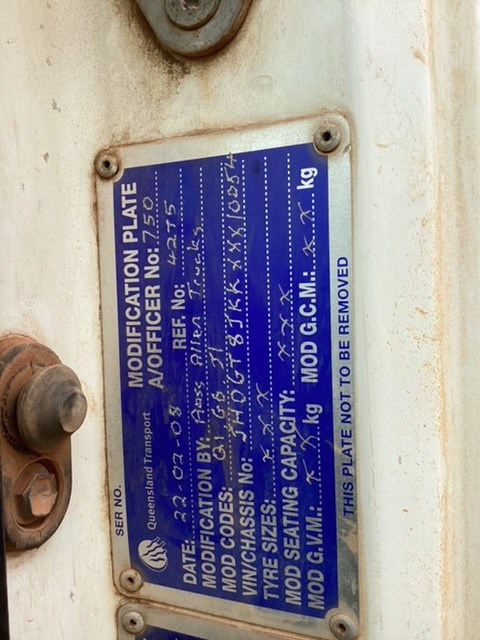 SER NO.
Queensland Transport
MODIFICATION PLATE
A/OFFICER No: 750
DATE: 22-02-08 REF. No: 4275
MODIFICATION BY: Ross Allen Trucks
MOD CODES: Q1 G6 J1
VIN/CHASSIS No: JHDGT8JKKXXX10054
TYRE SIZES: X X X
MOD SEATING CAPACITY: X X X
MOD G.V.M.: X X kg MOD G.C.M.: X X kg
THIS PLATE NOT TO BE REMOVED